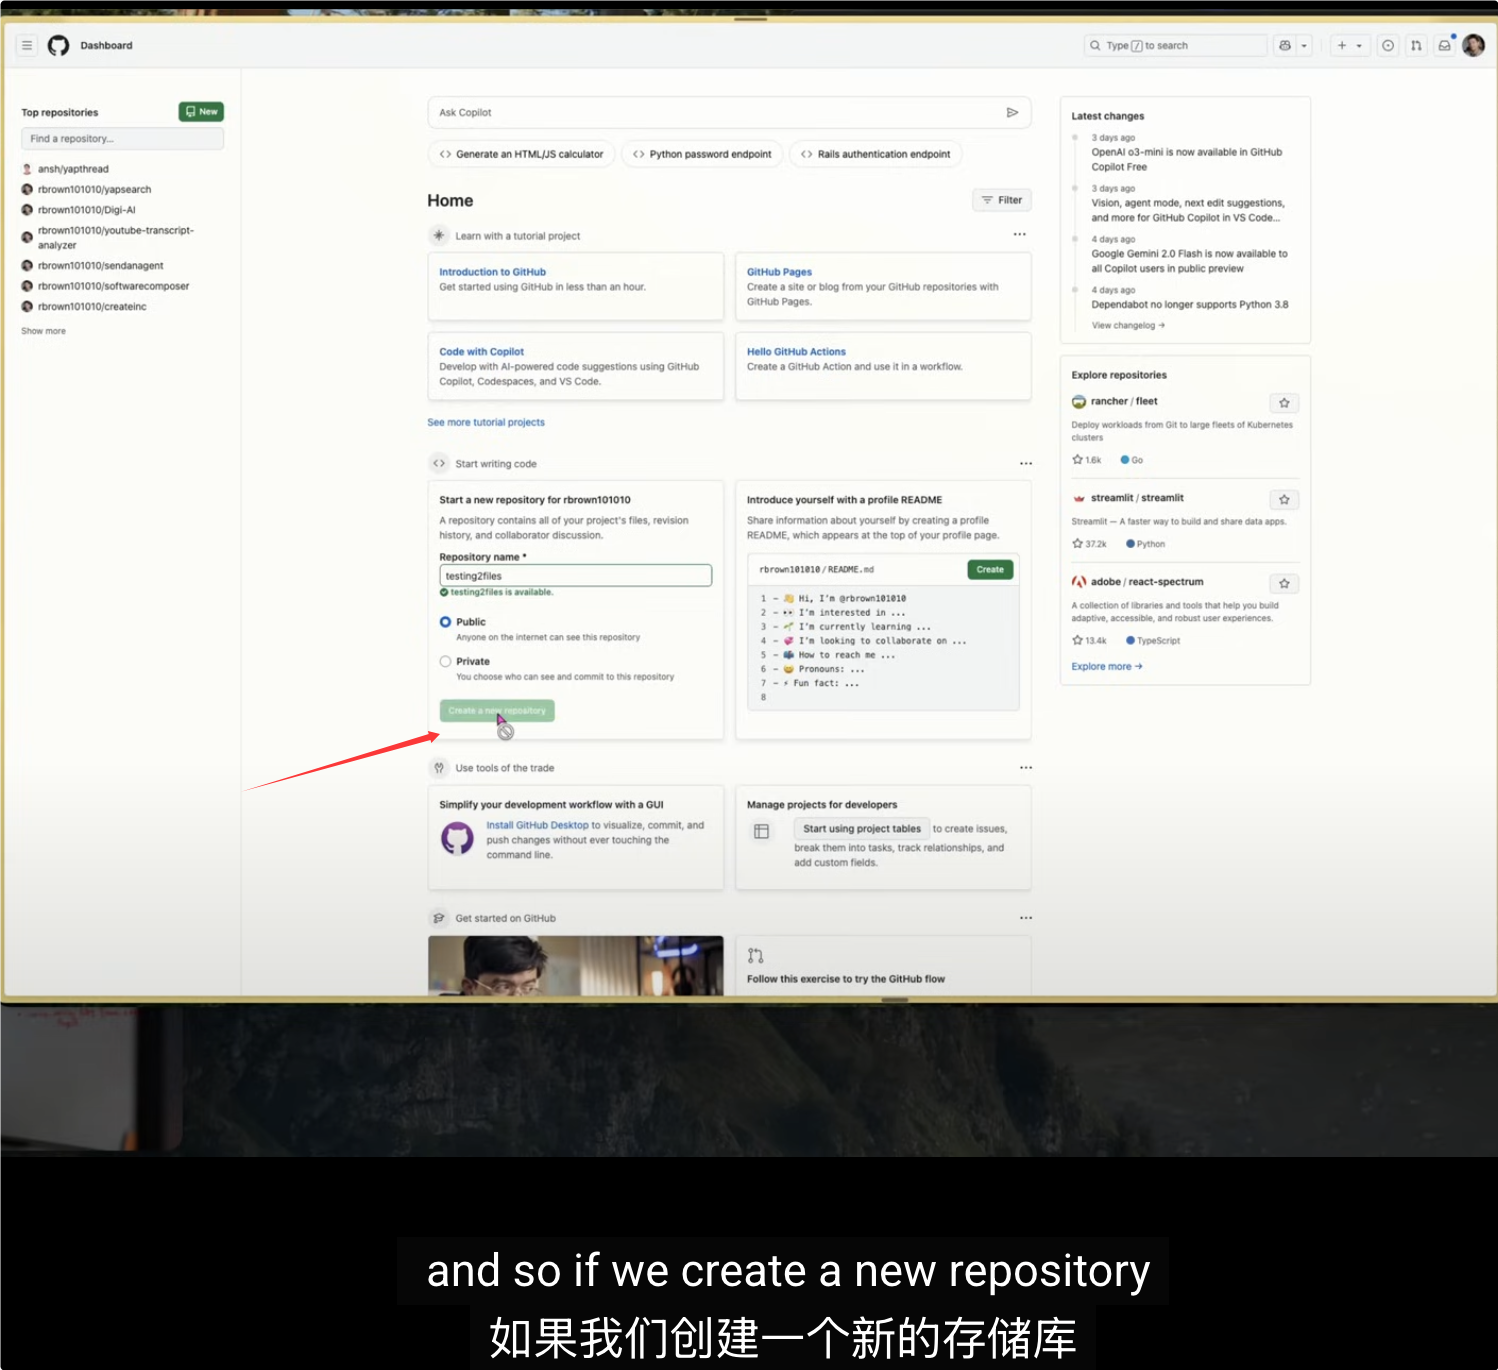 Dashboard
Type / to search
Top repositories
New
Find a repository...
ansh/yapthread
rbrown101010/yapsearch
rbrown101010/Digi-AI
rbrown101010/youtube-transcript-
analyzer
rbrown101010/sendanagent
rbrown101010/softwarecomposer
rbrown101010/createinc
Show more
Ask Copilot
Generate an HTML/JS calculator
Python password endpoint
Rails authentication endpoint
Home
Filter
Learn with a tutorial project
Introduction to GitHub
Get started using GitHub in less than an hour.
GitHub Pages
Create a site or blog from your GitHub repositories with
GitHub Pages.
Code with Copilot
Develop with AI-powered code suggestions using GitHub
Copilot, Codespaces, and VS Code.
Hello GitHub Actions
Create a GitHub Action and use it in a workflow.
See more tutorial projects
Start writing code
Start a new repository for rbrown101010
A repository contains all of your project's files, revision
history, and collaborator discussion.
Repository name *
testing2files
testing2files is available.
Public
Anyone on the internet can see this repository
Private
You choose who can see and commit to this repository
Create a new repository
Introduce yourself with a profile README
Share information about yourself by creating a profile
README, which appears at the top of your profile page.
rbrown101010/README.md
Create
1 - 👋 Hi, I'm @rbrown101010
2 - 👀 I'm interested in ...
3 - 🌱 I'm currently learning ...
4 - 💞️ I'm looking to collaborate on ...
5 - 📫 How to reach me ...
6 - 😄 Pronouns: ...
7 - ⚡ Fun fact: ...
8
Use tools of the trade
Simplify your development workflow with a GUI
Install GitHub Desktop to visualize, commit, and
push changes without ever touching the
command line.
Manage projects for developers
Start using project tables to create issues,
break them into tasks, track relationships, and
add custom fields.
Get started on GitHub
Follow this exercise to try the GitHub flow
Latest changes
3 days ago
OpenAI o3-mini is now available in GitHub
Copilot Free
3 days ago
Vision, agent mode, next edit suggestions,
and more for GitHub Copilot in VS Code...
4 days ago
Google Gemini 2.0 Flash is now available to
all Copilot users in public preview
4 days ago
Dependabot no longer supports Python 3.8
View changelog →
Explore repositories
rancher / fleet
Deploy workloads from Git to large fleets of Kubernetes
clusters
1.6k
Go
streamlit / streamlit
Streamlit — A faster way to build and share data apps.
37.2k
Python
adobe / react-spectrum
A collection of libraries and tools that help you build
adaptive, accessible, and robust user experiences.
13.4k
TypeScript
Explore more →
and so if we create a new repository
如果我们创建一个新的存储库